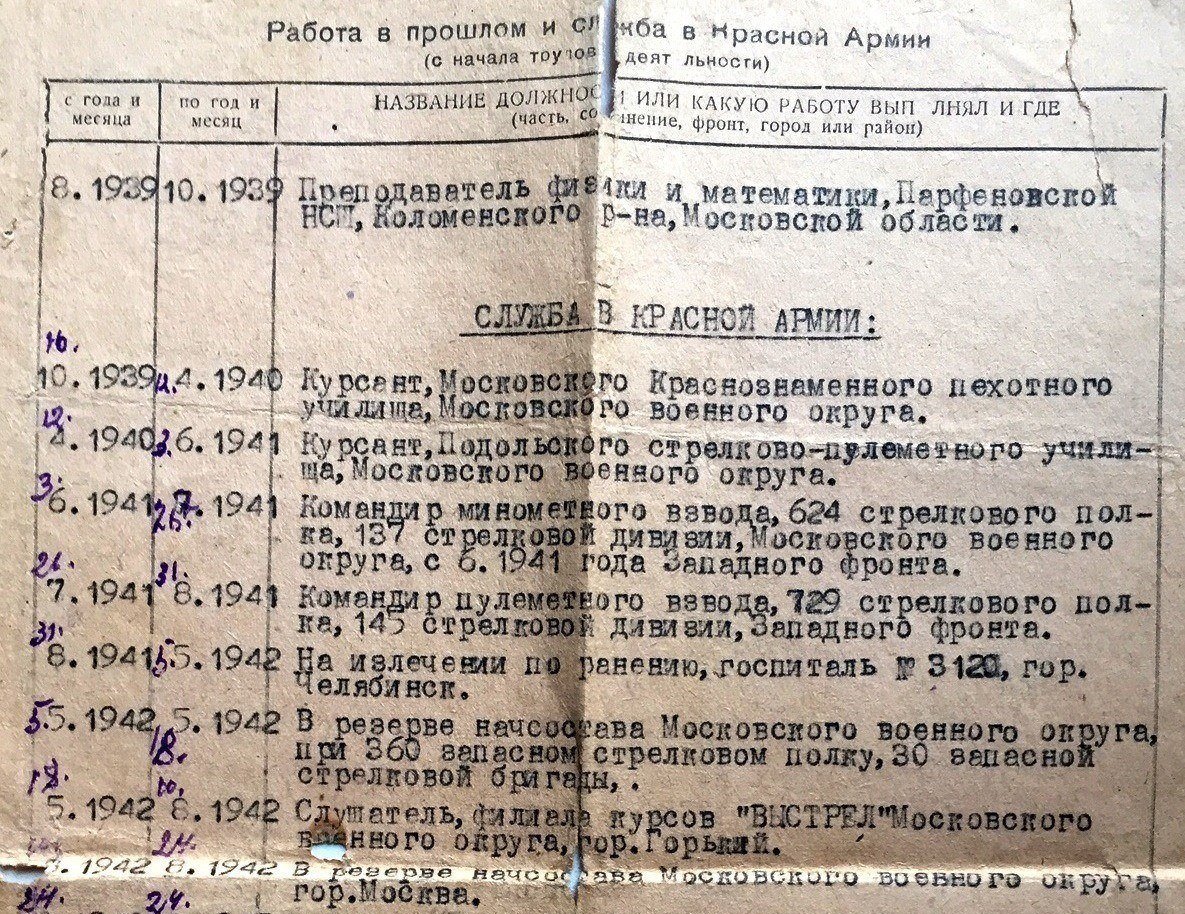 Работа в прошлом и служба в Красной Армии
(с начала трудов деят льности)
с года и месяца
по год и месяц
НАЗВАНИЕ ДОЛЖНОС И ИЛИ КАКУЮ РАБОТУ ВЫП ЛНЯЛ И ГДЕ
(часть, со инение, фронт, город или район)
8.1939 10.1939 Преподаватель физики и математики, Парфеновской
НСШ, Коломенского р-на, Московской области.
СЛУЖБА В КРАСНОЙ АРМИИ:
10.
10.1939 11. 4.1940 Курсант, Московского Краснознаменного пехотного
училища, Московского военного округа.
12.
4.1940 3. 6.1941 Курсант, Подольского стрелково-пулеметного учили-
ща, Московского военного округа.
3.
6.1941 7.1941 Командир минометного взвода, 624 стрелкового пол-
26.
ка, 137 стрелковой дивизии, Московского военного
округа, с 6.1941 года Западного фронта.
26. 31.
7.1941 8.1941 Командир пулеметного взвода, 729 стрелкового пол-
ка, 145 стрелковой дивизии, Западного фронта.
31.
8.1941 5. 5.1942 На излечении по ранению, госпиталь № 3120, гор.
Челябинск.
5. 5.1942 5.1942 В резерве начсостава Московского военного округа,
18.
при 360 запасном стрелковом полку, 30 запасной
стрелковой бригады, .
18. 10.
5.1942 8.1942 Слушатель, филиала курсов "ВЫСТРЕЛ" Московского
военного округа, гор. Горький.
24.
8.1942 8.1942 В резерве начсостава Московского военного округа,
гор. Москва.
24. 24.